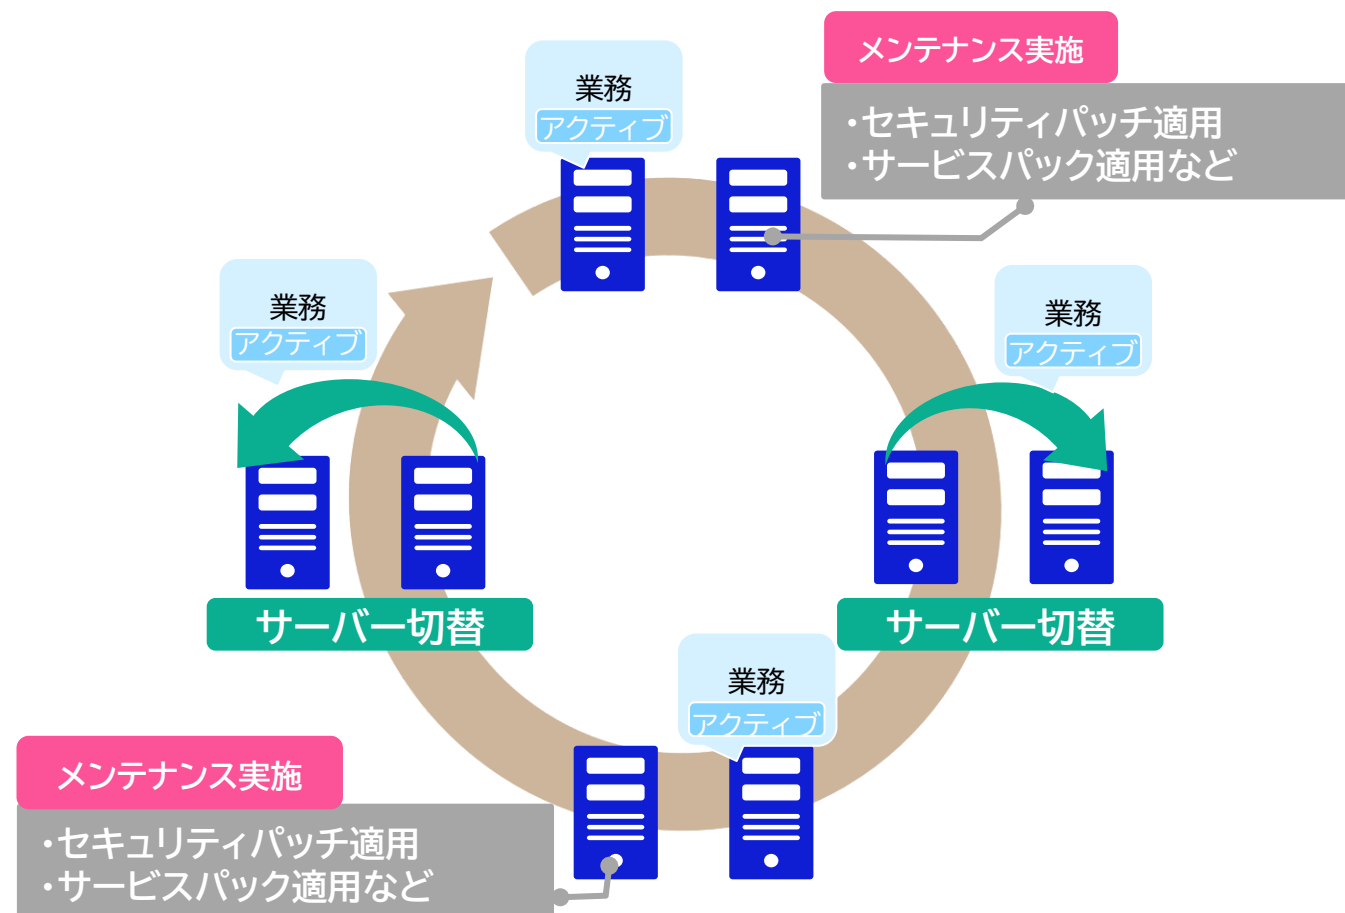 メンテナンス実施
・セキュリティパッチ適用
・サービスパック適用など
業務
アクティブ
業務
アクティブ
業務
アクティブ
サーバー切替
サーバー切替
業務
アクティブ
メンテナンス実施
・セキュリティパッチ適用
・サービスパック適用など